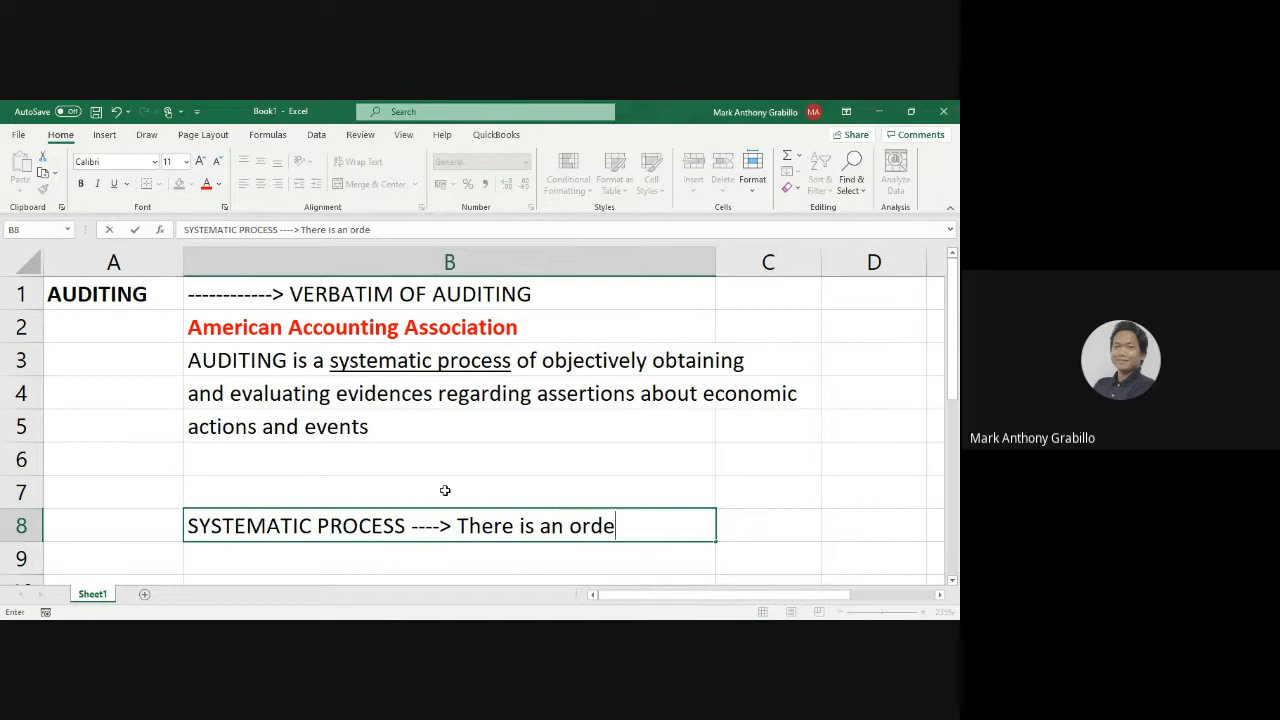 AutoSave Off Book1 - Excel Search Mark Anthony Grabillo MA
File Home Insert Draw Page Layout Formulas Data Review View Help QuickBooks Share Comments
Calibri 11 Wrap Text General
Paste B I U Merge & Center Conditional Formatting Format as Table Cell Styles Insert Delete Format Sort & Filter Find & Select Analyze Data
Clipboard Font Alignment Number Styles Cells Editing Analysis
B8 fx SYSTEMATIC PROCESS ----> There is an orde
A B C D
1 AUDITING ------------> VERBATIM OF AUDITING
2 American Accounting Association
3 AUDITING is a systematic process of objectively obtaining
4 and evaluating evidences regarding assertions about economic
5 actions and events
6
7
8 SYSTEMATIC PROCESS ----> There is an orde
9
Sheet1
Enter 233%
Mark Anthony Grabillo